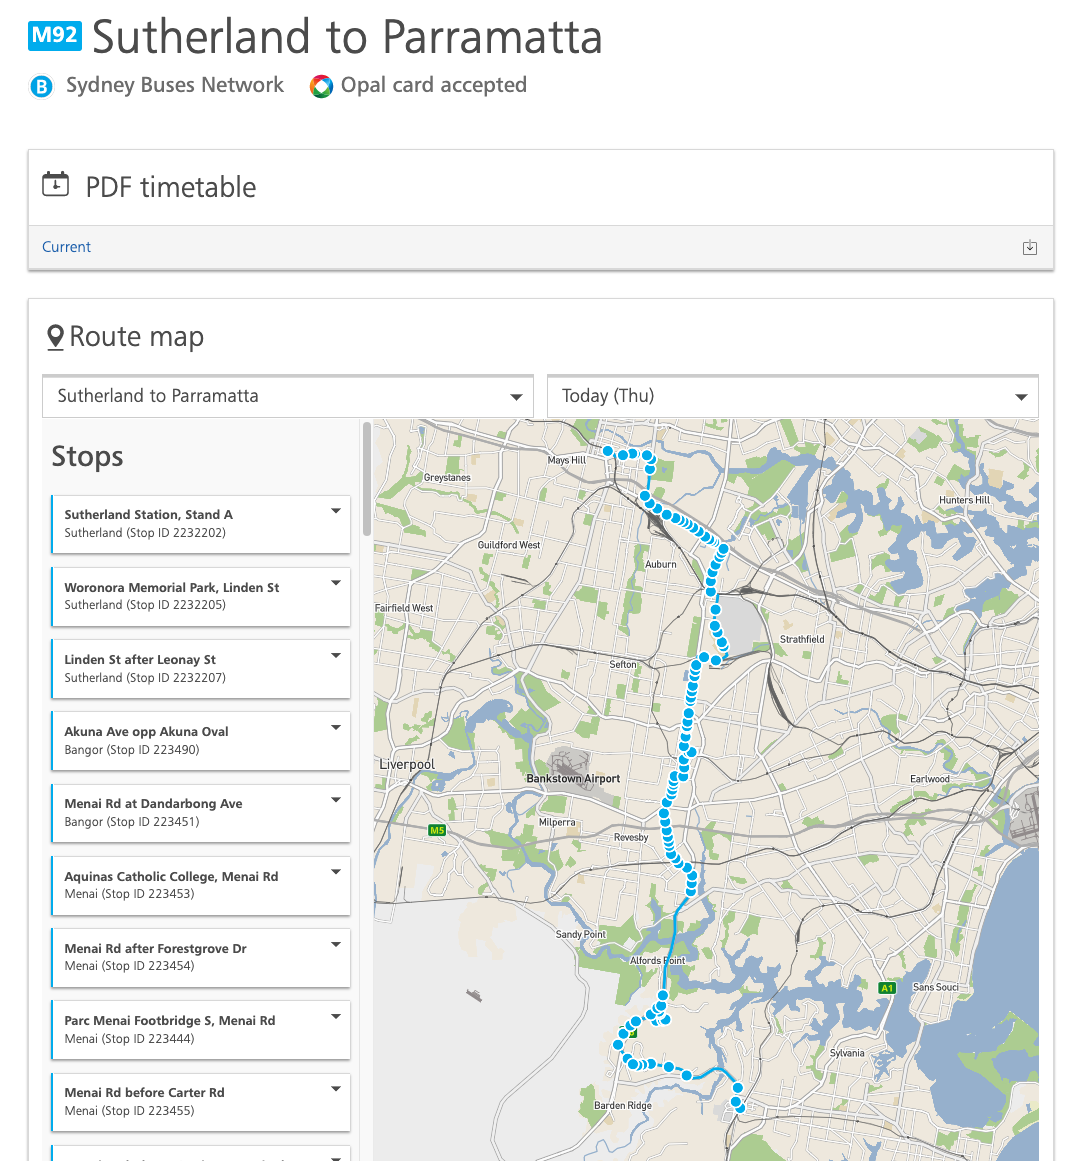 M92 Sutherland to Parramatta
B Sydney Buses Network Opal card accepted
PDF timetable
Current
Route map
Sutherland to Parramatta
Today (Thu)
Stops
Sutherland Station, Stand A
Sutherland (Stop ID 2232202)
Woronora Memorial Park, Linden St
Sutherland (Stop ID 2232205)
Linden St after Leonay St
Sutherland (Stop ID 2232207)
Akuna Ave opp Akuna Oval
Bangor (Stop ID 223490)
Menai Rd at Dandarbong Ave
Bangor (Stop ID 223451)
Aquinas Catholic College, Menai Rd
Menai (Stop ID 223453)
Menai Rd after Forestgrove Dr
Menai (Stop ID 223454)
Parc Menai Footbridge S, Menai Rd
Menai (Stop ID 223444)
Menai Rd before Carter Rd
Menai (Stop ID 223455)
Mays Hill
Greystanes
Hunters Hill
Guildford West
Auburn
Fairfield West
Strathfield
Sefton
Liverpool
Bankstown Airport
Earlwood
Milperra
M5
Revesby
Sandy Point
Alfords Point
A1
Sans Souci
Sylvania
Barden Ridge